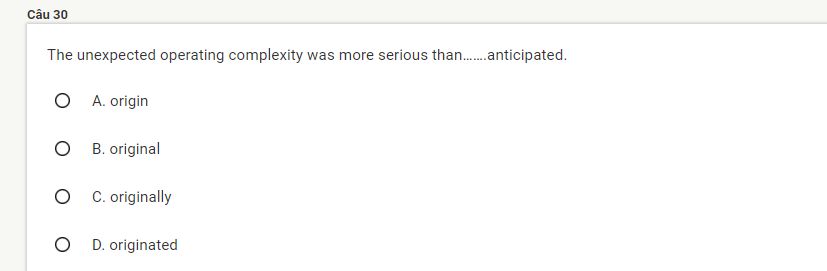 Câu 30
The unexpected operating complexity was more serious than.......anticipated.
A. origin
B. original
C. originally
D. originated